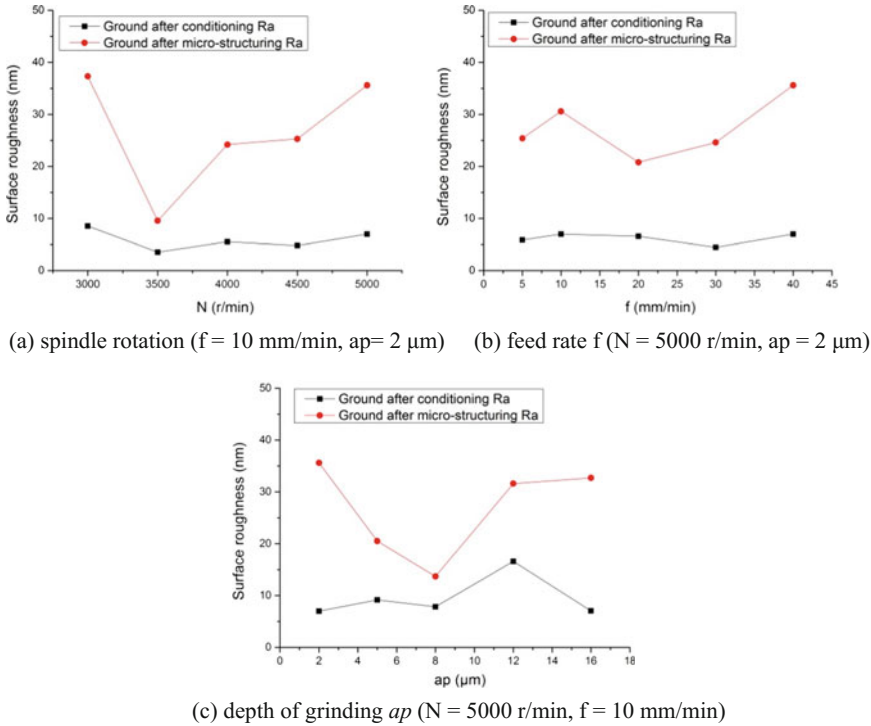 Ground after conditioning Ra
Ground after micro-structuring Ra
Surface roughness (nm)
50
40
30
20
10
0
3000 3500 4000 4500 5000
N (r/min)
Ground after conditioning Ra
Ground after micro-structuring Ra
Surface roughness (nm)
50
40
30
20
10
0
0 5 10 15 20 25 30 35 40 45
f (mm/min)
(a) spindle rotation (f = 10 mm/min, ap= 2 μm)
(b) feed rate f (N = 5000 r/min, ap = 2 μm)
Ground after conditioning Ra
Ground after micro-structuring Ra
Surface roughness (nm)
50
40
30
20
10
0
0 2 4 6 8 10 12 14 16 18
ap (μm)
(c) depth of grinding ap (N = 5000 r/min, f = 10 mm/min)